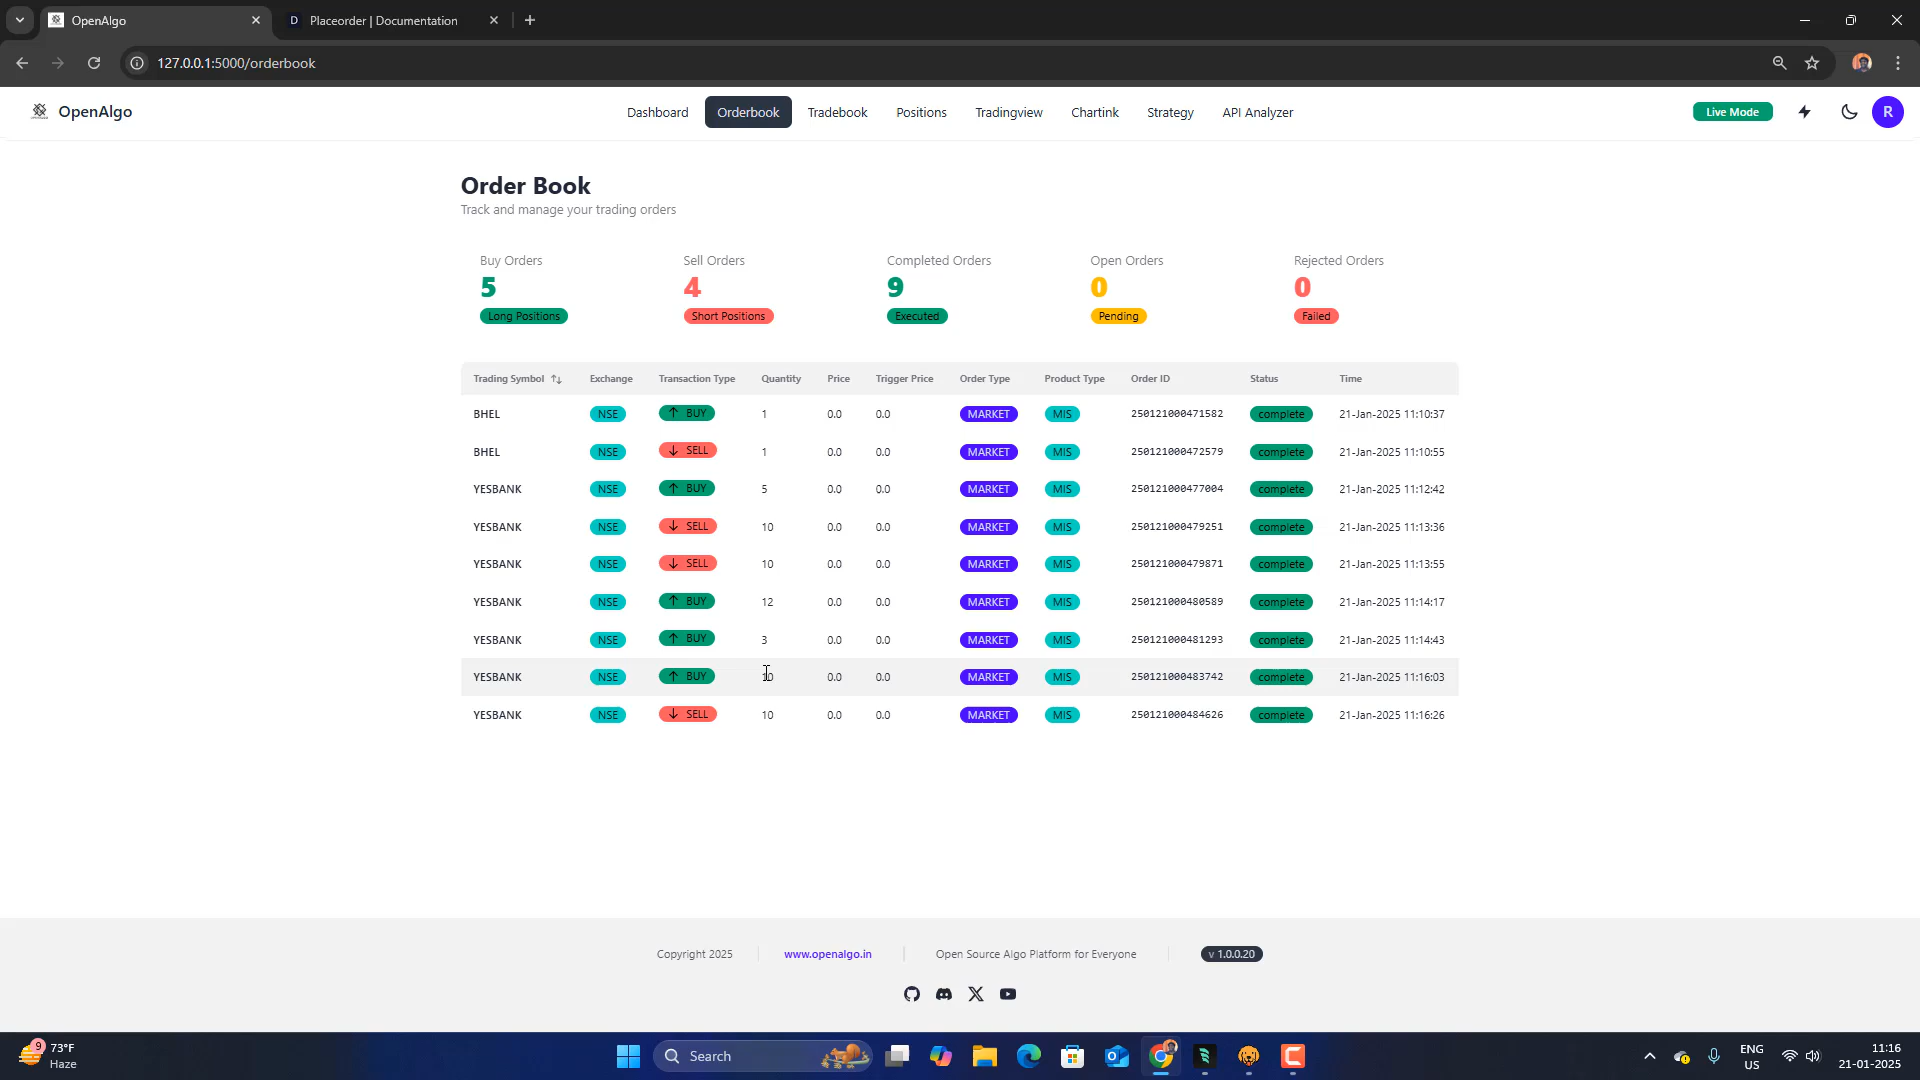 OpenAlgo
Placeorder | Documentation
127.0.0.1:5000/orderbook
OpenAlgo
Dashboard Orderbook Tradebook Positions Tradingview Chartink Strategy API Analyzer
Live Mode
R
Order Book
Track and manage your trading orders
Buy Orders Sell Orders Completed Orders Open Orders Rejected Orders
5 4 9 0 0
Long Positions Short Positions Executed Pending Failed
Trading Symbol Exchange Transaction Type Quantity Price Trigger Price Order Type Product Type Order ID Status Time
BHEL NSE BUY 1 0.0 0.0 MARKET MIS 250121000471582 complete 21-Jan-2025 11:10:37
BHEL NSE SELL 1 0.0 0.0 MARKET MIS 250121000472579 complete 21-Jan-2025 11:10:55
YESBANK NSE BUY 5 0.0 0.0 MARKET MIS 250121000477004 complete 21-Jan-2025 11:12:42
YESBANK NSE SELL 10 0.0 0.0 MARKET MIS 250121000479251 complete 21-Jan-2025 11:13:36
YESBANK NSE SELL 10 0.0 0.0 MARKET MIS 250121000479871 complete 21-Jan-2025 11:13:55
YESBANK NSE BUY 12 0.0 0.0 MARKET MIS 250121000480589 complete 21-Jan-2025 11:14:17
YESBANK NSE BUY 3 0.0 0.0 MARKET MIS 250121000481293 complete 21-Jan-2025 11:14:43
YESBANK NSE BUY 10 0.0 0.0 MARKET MIS 250121000483742 complete 21-Jan-2025 11:16:03
YESBANK NSE SELL 10 0.0 0.0 MARKET MIS 250121000484626 complete 21-Jan-2025 11:16:26
Copyright 2025 www.openalgo.in Open Source Algo Platform for Everyone v 1.0.0.20
9
73°F
Haze
Search
ENG
US
11:16
21-01-2025